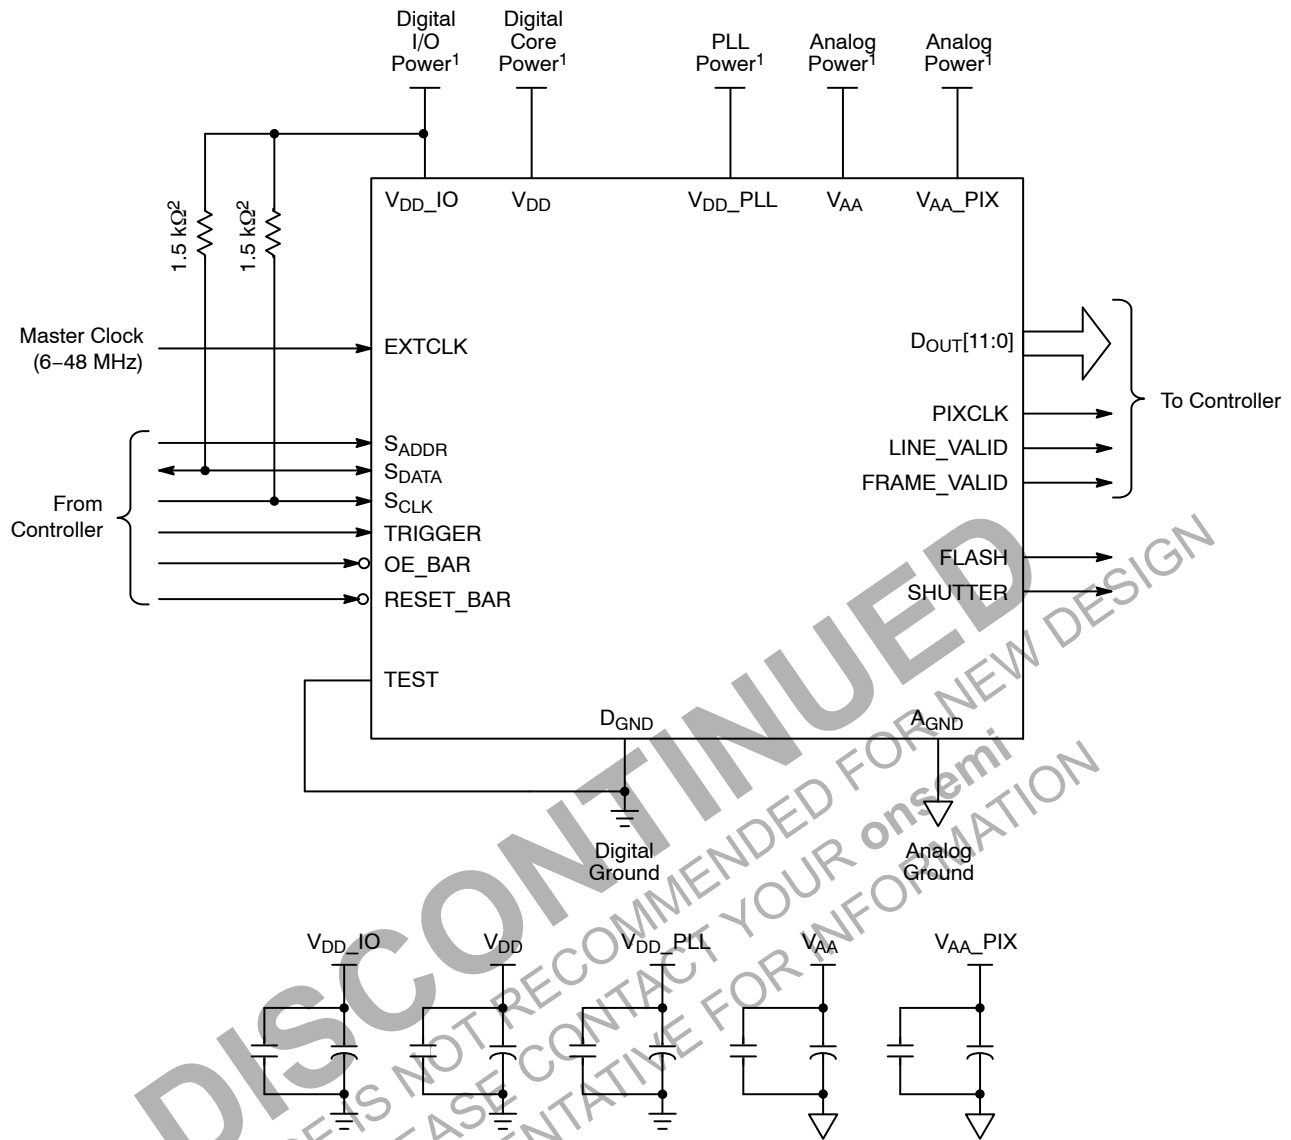 Digital
I/O
Power1
Digital
Core
Power1
PLL
Power1
Analog
Power1
Analog
Power1
VDD_IO
VDD
VDD_PLL
VAA
VAA_PIX
1.5 kΩ2
1.5 kΩ2
Master Clock
(6–48 MHz)
EXTCLK
DOUT[11:0]
PIXCLK
LINE_VALID
FRAME_VALID
To Controller
From
Controller
SADDR
SDATA
SCLK
TRIGGER
OE_BAR
RESET_BAR
FLASH
SHUTTER
TEST
DGND
AGND
Digital
Ground
Analog
Ground
VDD_IO
VDD
VDD_PLL
VAA
VAA_PIX
DISCONTINUED
IS NOT RECOMMENDED FOR NEW DESIGN
CONTACT YOUR onsemi
FOR INFORMATION